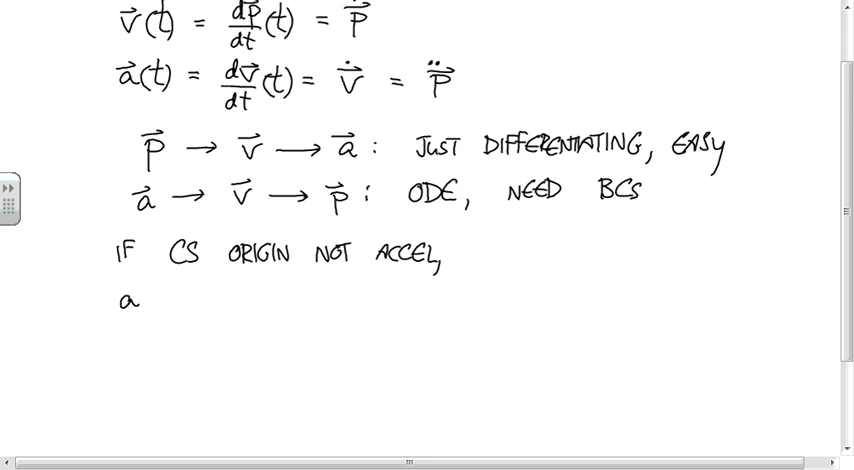 v⃗(t) = dp⃗/dt (t) = ṗ⃗
a⃗(t) = dv⃗/dt (t) = v̇⃗ = p̈⃗
p⃗ → v⃗ → a⃗ : JUST DIFFERENTIATING, EASY
a⃗ → v⃗ → p⃗ : ODE, NEED BCS
IF CS ORIGIN NOT ACCEL,
a